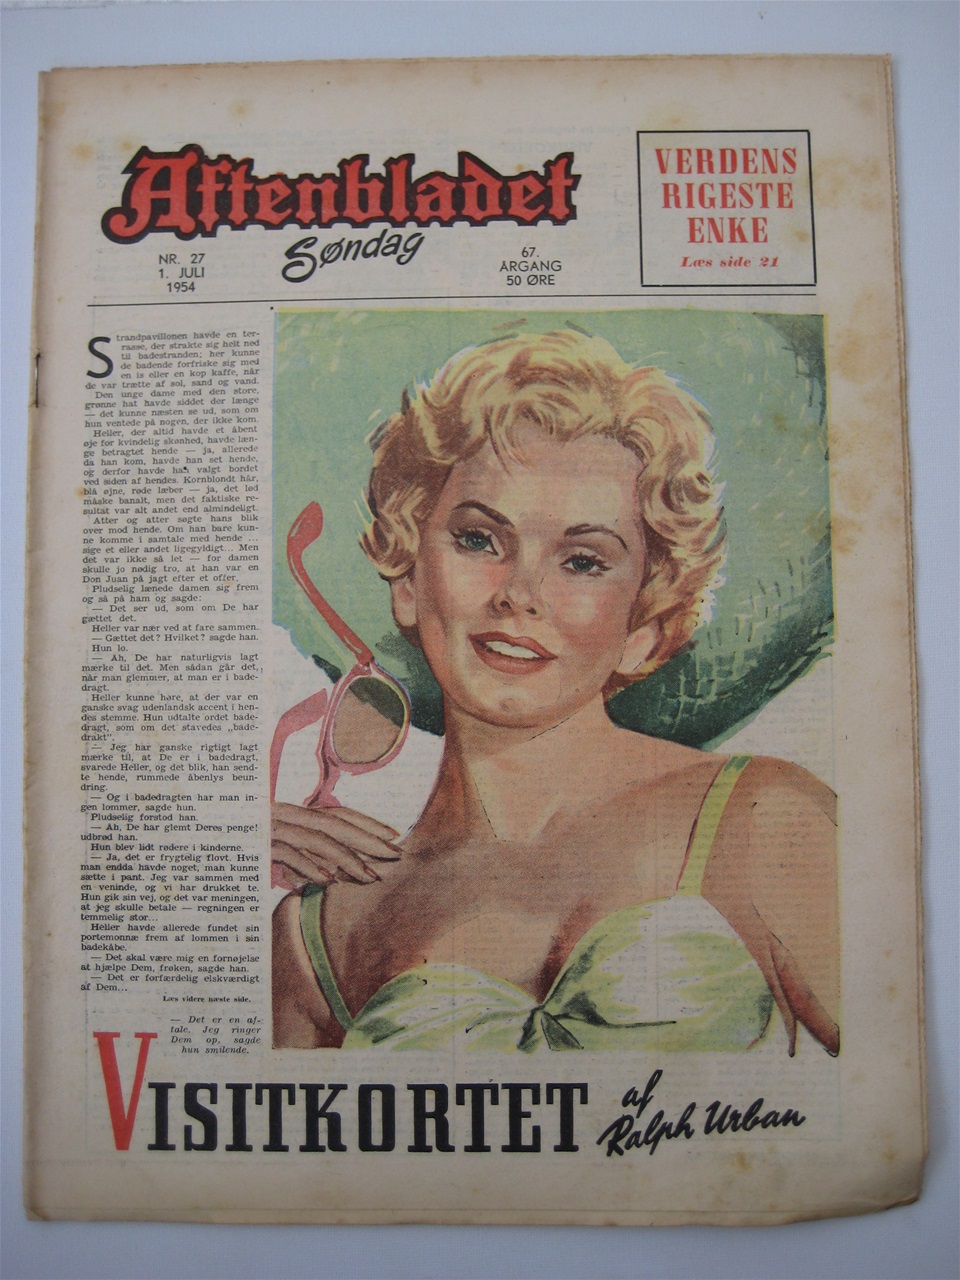 Aftenbladet
Søndag
NR. 27
1. JULI
1954
67.
ÅRGANG
50 ØRE
VERDENS
RIGESTE
ENKE
Læs side 21
Strandpavillonen havde en ter-
rasse, der strakte sig helt ned
til badestranden; her kunne
de badende forfriske sig med
en is eller en kop kaffe, når
de var trætte af sol, sand og vand.
Den unge dame med den store,
grønne hat havde siddet der længe
— det kunne næsten se ud, som om
hun ventede på nogen, der ikke kom.
Heller, der altid havde et åbent
øje for kvindelig skønhed, havde læn-
ge betragtet hende — ja, allerede
da han kom, havde han set hende,
og derfor havde han valgt bordet
ved siden af hendes. Kornblondt hår,
blå øjne, røde læber — ja, det lød
måske banalt, men det faktiske re-
sultat var alt andet end almindeligt.
Atter og atter søgte hans blik
over mod hende. Om han bare kun-
ne komme i samtale med hende ...
sige et eller andet ligegyldigt... Men
det var ikke så let — for damen
skulle jo nødig tro, at han var en
Don Juan på jagt efter et offer.
Pludselig lænede damen sig frem
og så på ham og sagde:
— Det ser ud, som om De har
gættet det.
Heller var nær ved at fare sammen.
— Gættet det? Hvilket? sagde han.
Hun lo.
— Ah, De har naturligvis lagt
mærke til det. Men sådan går det,
når man glemmer, at man er i bade-
dragt.
Heller kunne høre, at der var en
ganske svag udenlandsk accent i hen-
des stemme. Hun udtalte ordet bade-
dragt, som om det stavedes „bade-
drakt“.
— Jeg har ganske rigtigt lagt
mærke til, at De er i badedragt,
svarede Heller, og det blik, han send-
te hende, rummede åbenlys beun-
dring.
— Og i badedragten har man in-
gen lommer, sagde hun.
Pludselig forstod han.
— Ah, De har glemt Deres penge!
udbrød han.
Hun blev lidt rødere i kinderne.
— Ja, det er frygtelig flovt. Hvis
man endda havde noget, man kunne
sætte i pant. Jeg var sammen med
en veninde, og vi har drukket te.
Hun gik sin vej, og det var meningen,
at jeg skulle betale — regningen er
temmelig stor...
Heller havde allerede fundet sin
portemonnæ frem af lommen i sin
badekåbe.
— Det skal være mig en fornøjelse
at hjælpe Dem, frøken, sagde han.
— Det er forfærdelig elskværdigt
af Dem...
Læs videre næste side.
— Det er en af-
tale. Jeg ringer
Dem op, sagde
hun smilende.
VISITKORTET
af
Ralph Urban